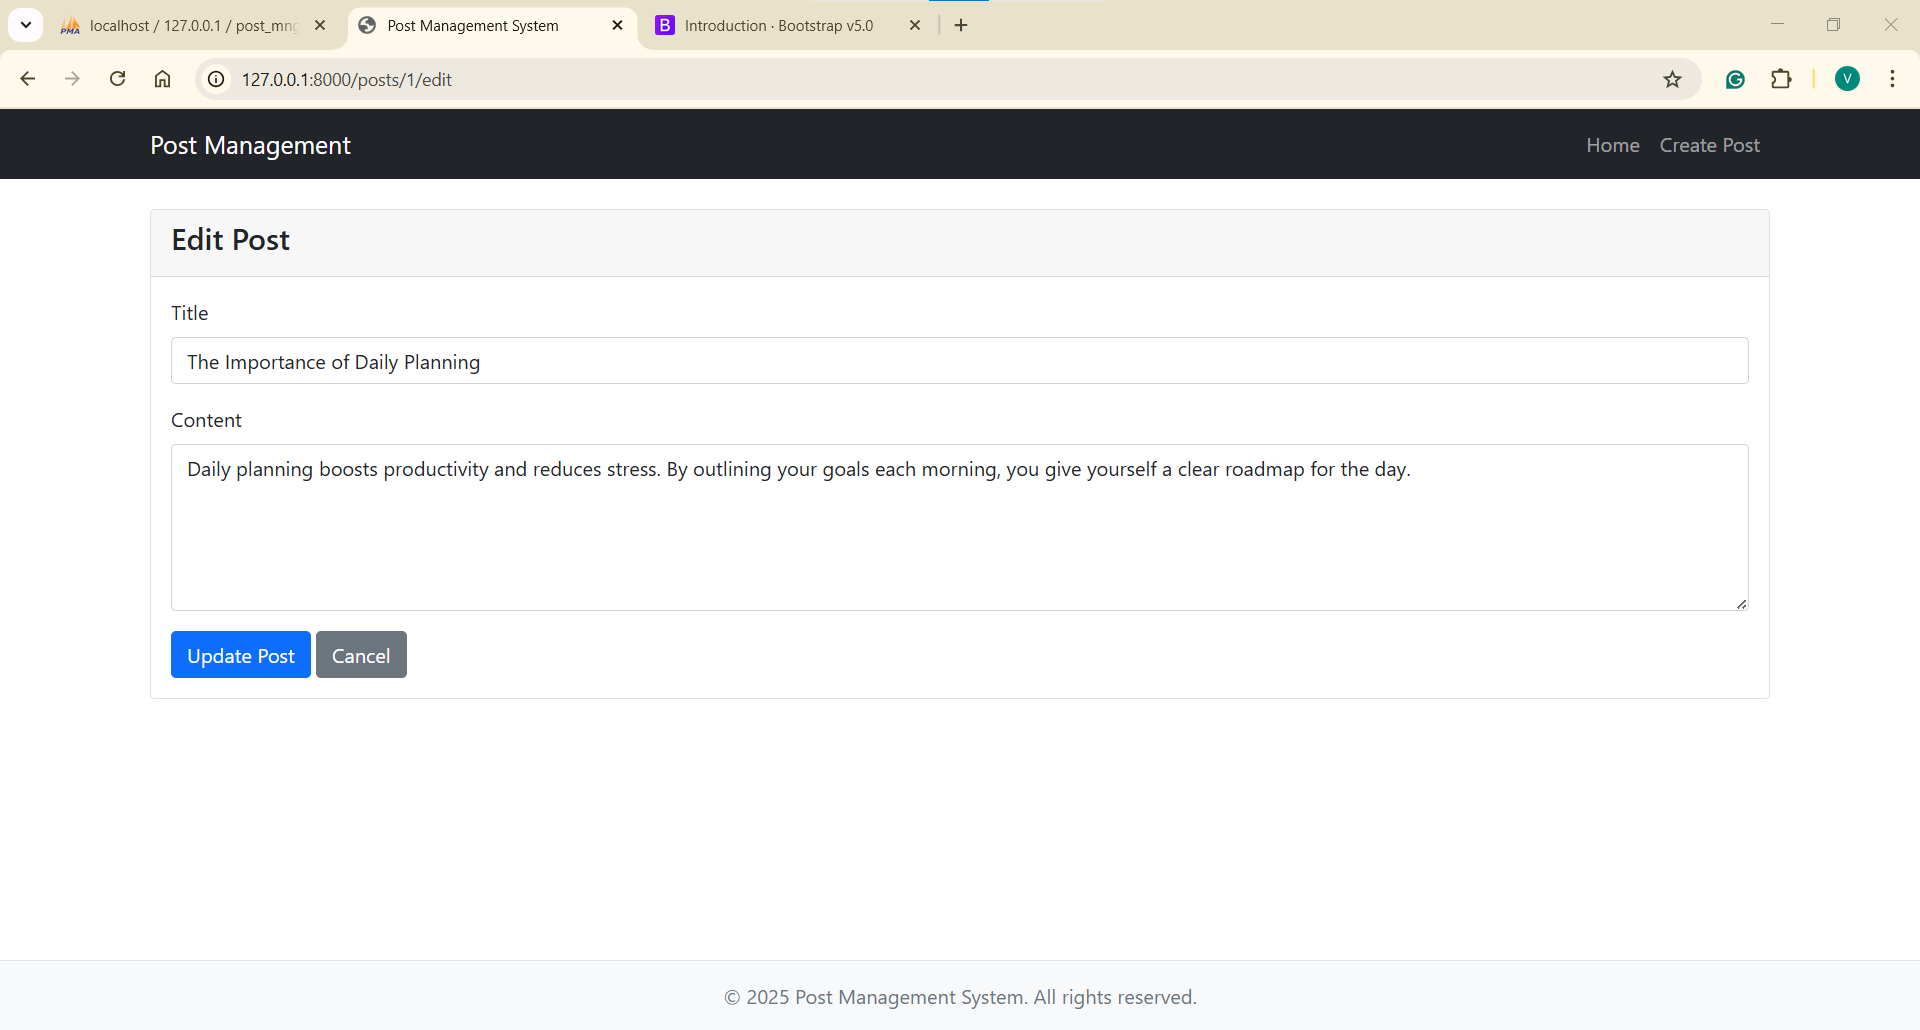 localhost / 127.0.0.1 / post_mng
Post Management System
Introduction · Bootstrap v5.0
127.0.0.1:8000/posts/1/edit
V
Post Management
Home
Create Post
Edit Post
Title
The Importance of Daily Planning
Content
Daily planning boosts productivity and reduces stress. By outlining your goals each morning, you give yourself a clear roadmap for the day.
Update Post
Cancel
© 2025 Post Management System. All rights reserved.